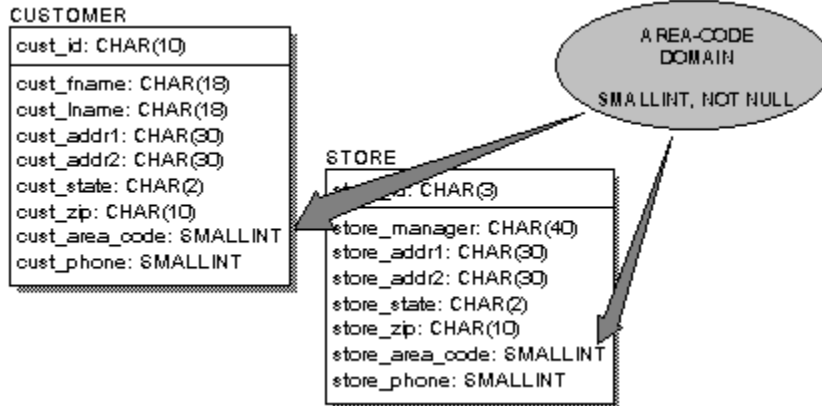 CUSTOMER
cust_id: CHAR(10)
cust_fname: CHAR(18)
cust_lname: CHAR(18)
cust_addr1: CHAR(30)
cust_addr2: CHAR(30)
cust_state: CHAR(2)
cust_zip: CHAR(10)
cust_area_code: SMALLINT
cust_phone: SMALLINT
AREA-CODE
DOMAIN
SMALLINT, NOT NULL
STORE
CHAR(3)
store_manager: CHAR(40)
store_addr1: CHAR(30)
store_addr2: CHAR(30)
store_state: CHAR(2)
store_zip: CHAR(10)
store_area_code: SMALLINT
store_phone: SMALLINT